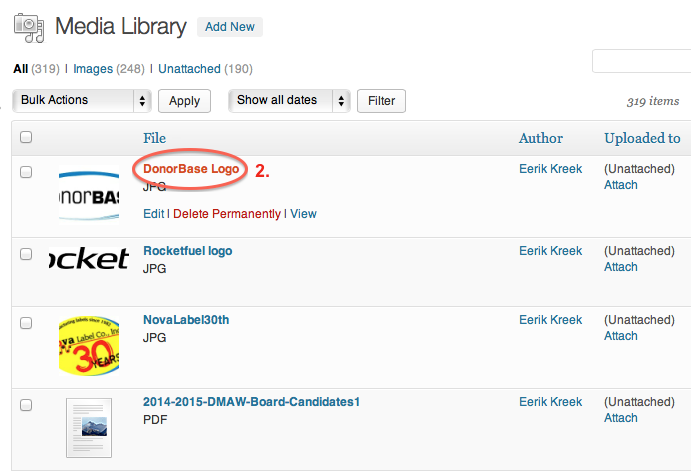 Media Library Add New
All (319) | Images (248) | Unattached (190)
Bulk Actions Apply Show all dates Filter 319 items
File Author Uploaded to
DonorBase Logo 2. Eerik Kreek (Unattached)
JPG Attach
onorBAS
Edit | Delete Permanently | View
Rocketfuel logo Eerik Kreek (Unattached)
ocket JPG Attach
NovaLabel30th Eerik Kreek (Unattached)
JPG Attach
va Label Co., Inc
30
YEARS
2014-2015-DMAW-Board-Candidates1 Eerik Kreek (Unattached)
PDF Attach